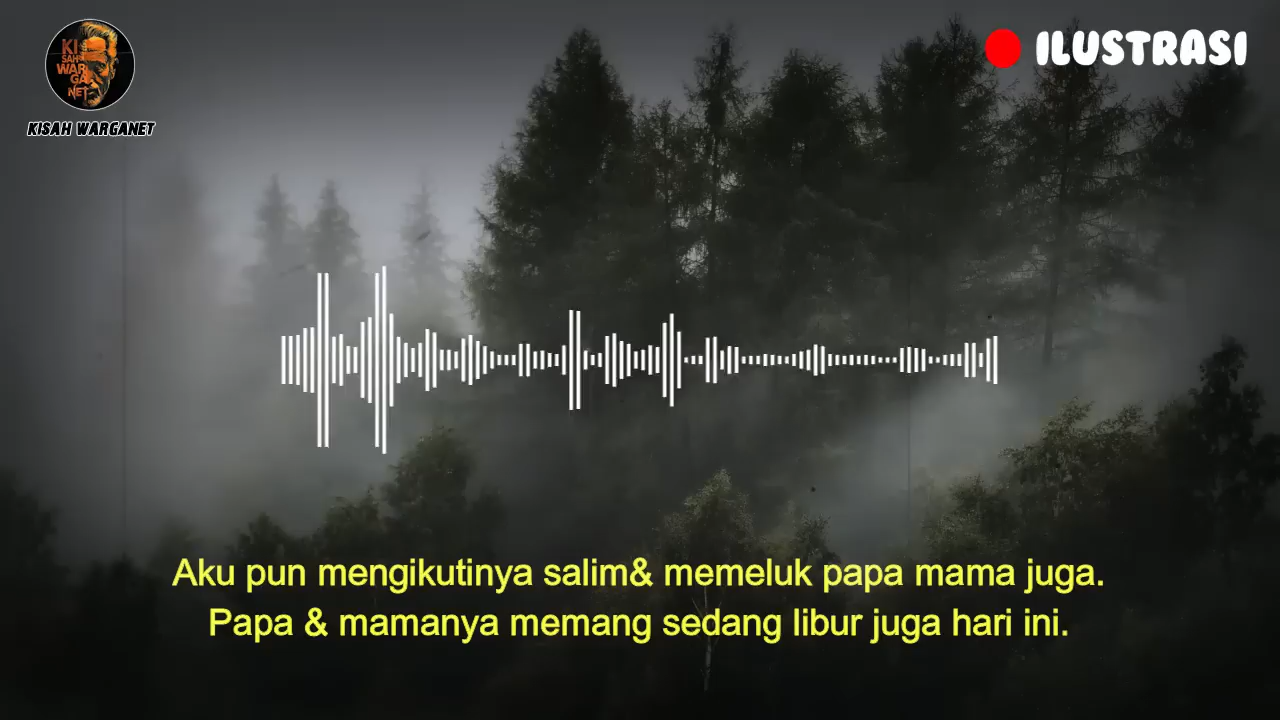 KI
SAH
WAR
GA
NET
KISAH WARGANET
ILUSTRASI
Aku pun mengikutinya salim& memeluk papa mama juga.
Papa & mamanya memang sedang libur juga hari ini.